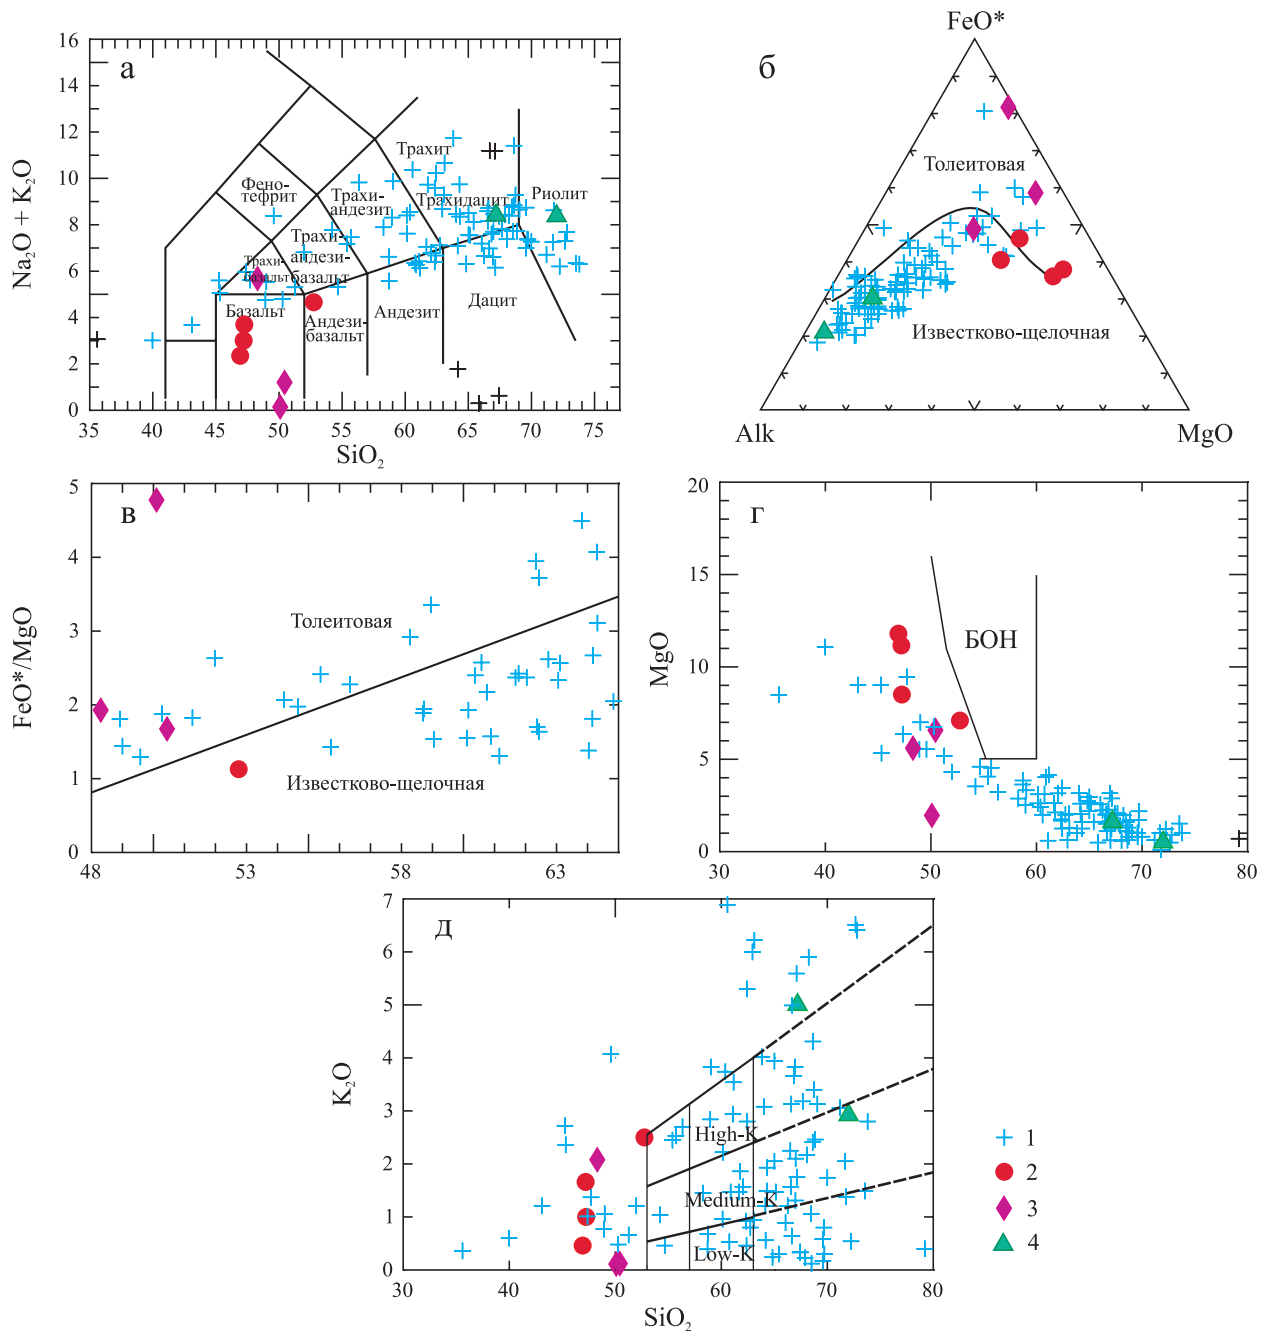 а
Na₂O + K₂O
16
14
12
10
8
6
4
2
0
35
40
45
50
55
60
65
70
75
SiO₂
Фено-
тефрит
Трахи-
базальт
Трахи-
андези-
базальт
Трахи-
андезит
Трахит
Трахидацит
Риолит
Базальт
Андези-
базальт
Андезит
Дацит
б
FeO*
Толеитовая
Известково-щелочная
Alk
MgO
в
FeO*/MgO
5
4
3
2
1
0
48
53
58
63
Толеитовая
Известково-щелочная
г
MgO
20
15
10
5
0
30
40
50
60
70
80
БОН
д
K₂O
7
6
5
4
3
2
1
0
30
40
50
60
70
80
SiO₂
High-K
Medium-K
Low-K
1
2
3
4